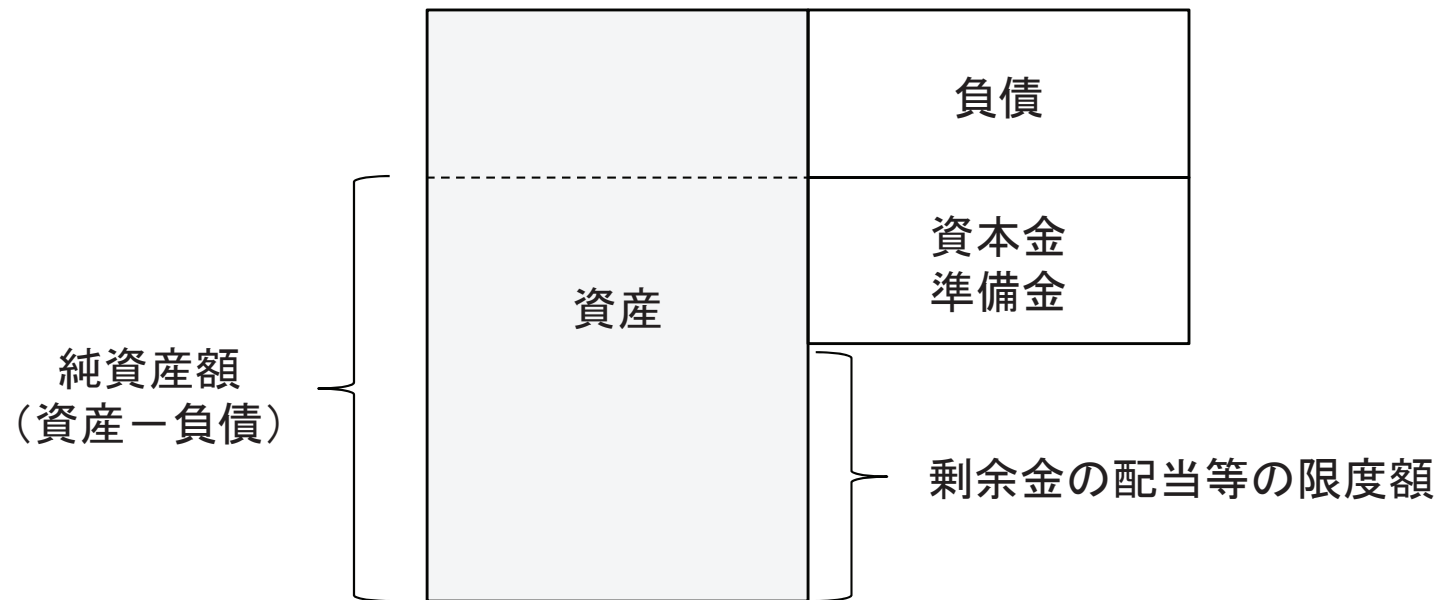 負債
資本金
準備金
資産
純資産額
（資産－負債）
剰余金の配当等の限度額